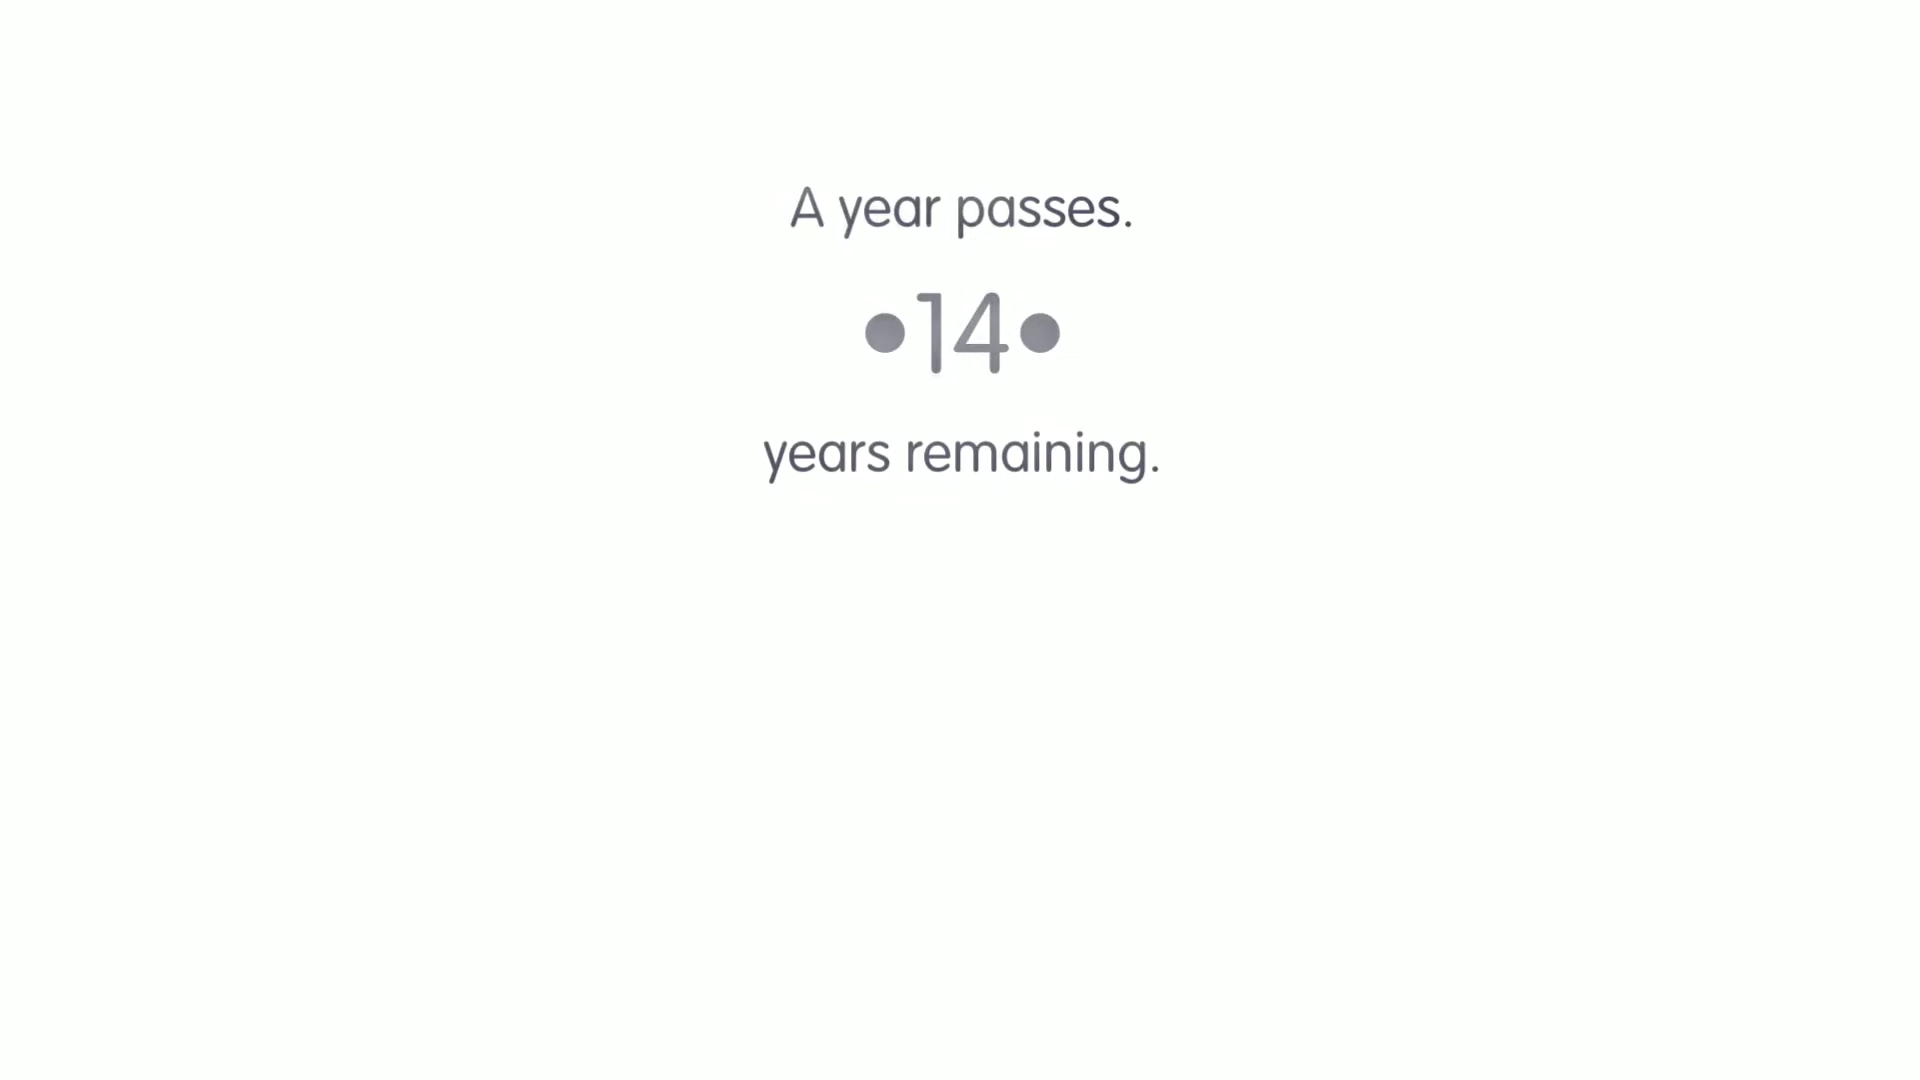 A year passes.
•14•
years remaining.